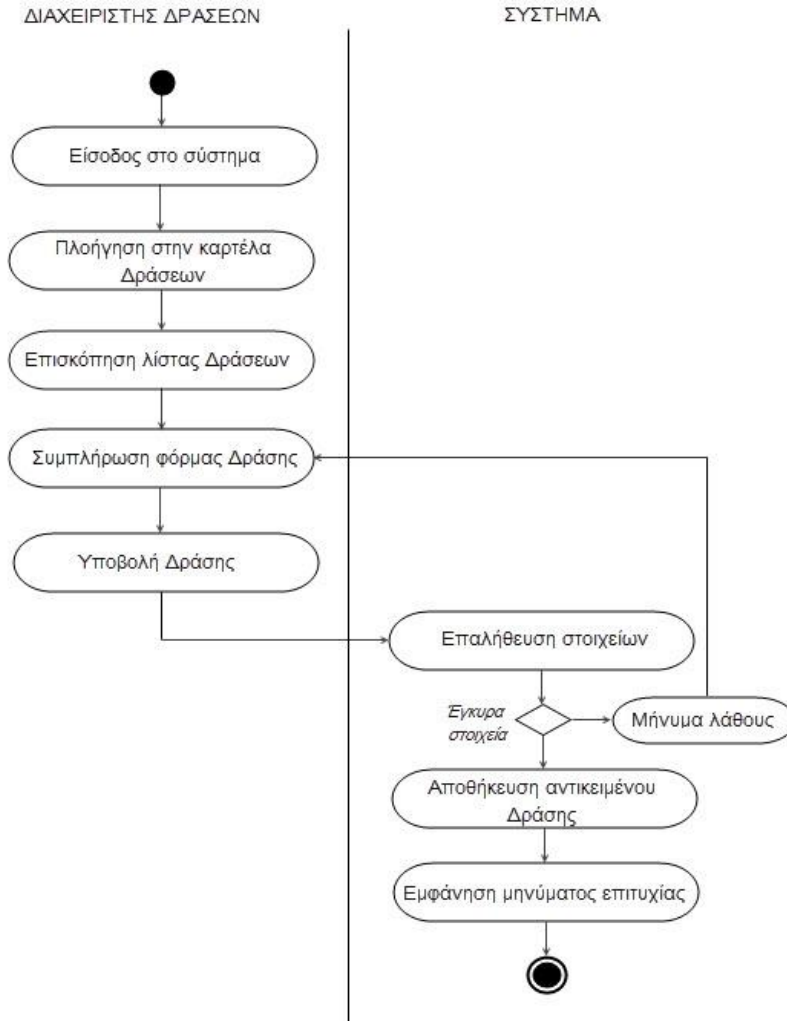 ΔΙΑΧΕΙΡΙΣΤΗΣ ΔΡΑΣΕΩΝ
ΣΥΣΤΗΜΑ
Είσοδος στο σύστημα
Πλοήγηση στην καρτέλα
Δράσεων
Επισκόπηση λίστας Δράσεων
Συμπλήρωση φόρμας Δράσης
Υποβολή Δράσης
Επαλήθευση στοιχείων
Έγκυρα
στοιχεία
Μήνυμα λάθους
Αποθήκευση αντικειμένου
Δράσης
Εμφάνηση μηνύματος επιτυχίας